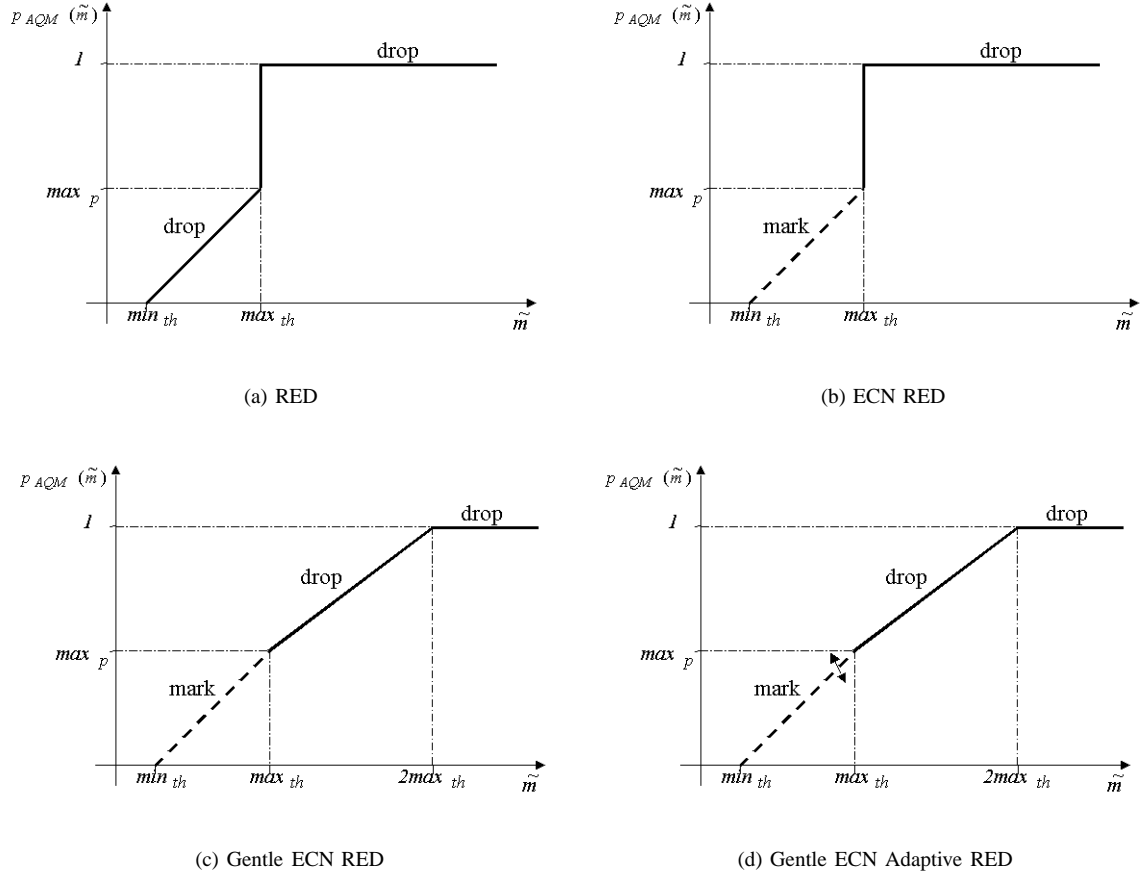 p AQM (m̃)
1
drop
max p
drop
min th
max th
m̃
(a) RED
p AQM (m̃)
1
drop
max p
mark
min th
max th
m̃
(b) ECN RED
p AQM (m̃)
1
drop
drop
max p
mark
min th
max th
2max th
m̃
(c) Gentle ECN RED
p AQM (m̃)
1
drop
drop
max p
mark
min th
max th
2max th
m̃
(d) Gentle ECN Adaptive RED